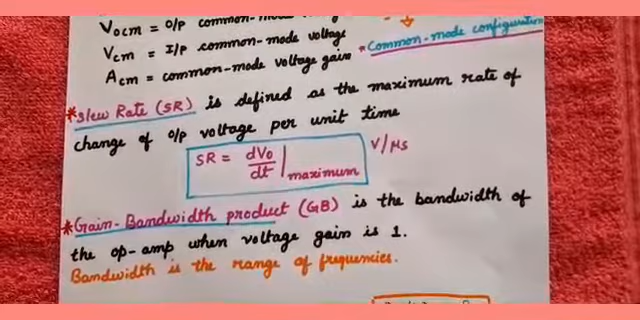 Vocm = O/p common-mode
Vcm = I/p common-mode voltage
Acm = common-mode voltage gain
*Common-mode configuration
*Slew Rate (SR) is defined as the maximum rate of
change of o/p voltage per unit time
SR = dVo/dt | maximum V/μs
*Gain-Bandwidth product (GB) is the bandwidth of
the op-amp when voltage gain is 1.
Bandwidth is the range of frequencies.